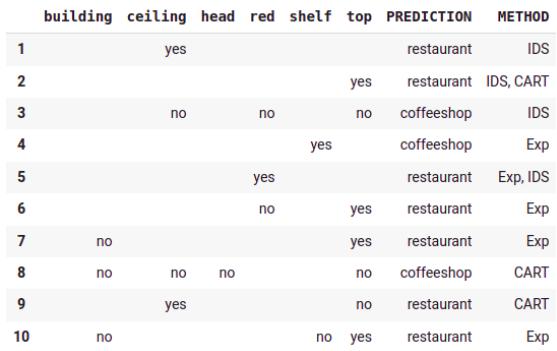 building ceiling head red shelf top PREDICTION METHOD
1 yes restaurant IDS
2 yes restaurant IDS, CART
3 no no no coffeeshop IDS
4 yes coffeeshop Exp
5 yes restaurant Exp, IDS
6 no yes restaurant Exp
7 no yes restaurant Exp
8 no no no no coffeeshop CART
9 yes no restaurant CART
10 no no yes restaurant Exp